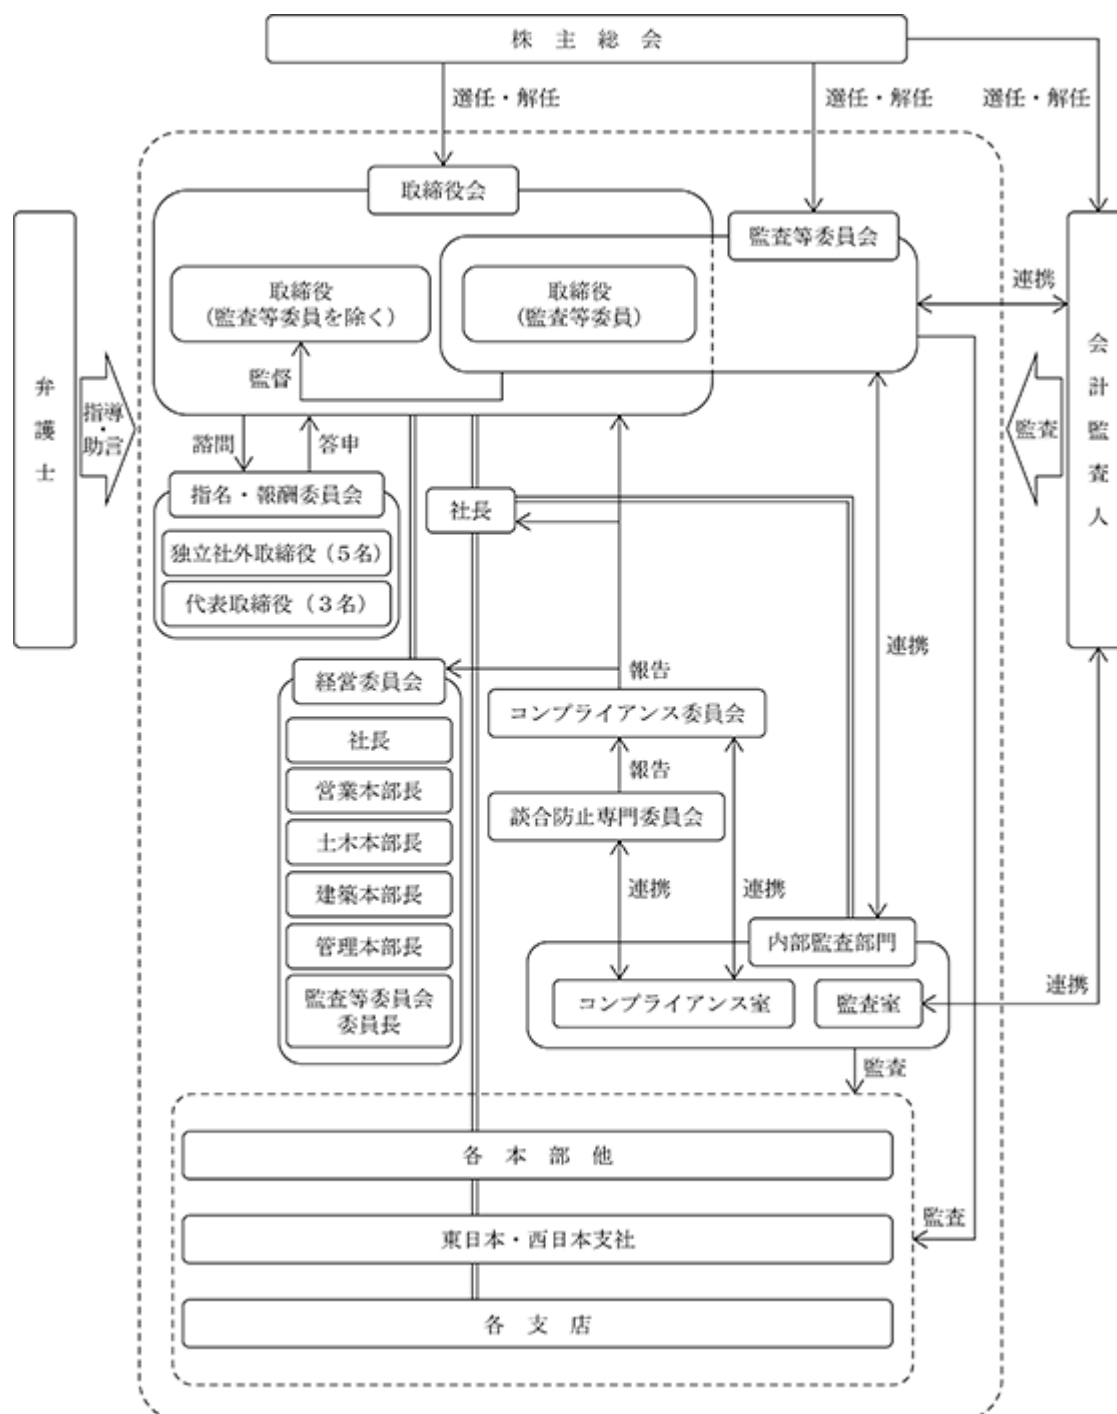 株主総会
選任・解任
選任・解任
選任・解任
取締役会
監査等委員会
取締役
(監査等委員を除く)
取締役
(監査等委員)
連携
監督
弁護士
指導
・
助言
会計監査人
監査
諮問
答申
指名・報酬委員会
独立社外取締役(5名)
代表取締役(3名)
社長
連携
経営委員会
社長
営業本部長
土木本部長
建築本部長
管理本部長
監査等委員会
委員長
報告
コンプライアンス委員会
報告
談合防止専門委員会
連携
連携
内部監査部門
コンプライアンス室
監査室
連携
監査
各本部他
東日本・西日本支社
各支店
監査